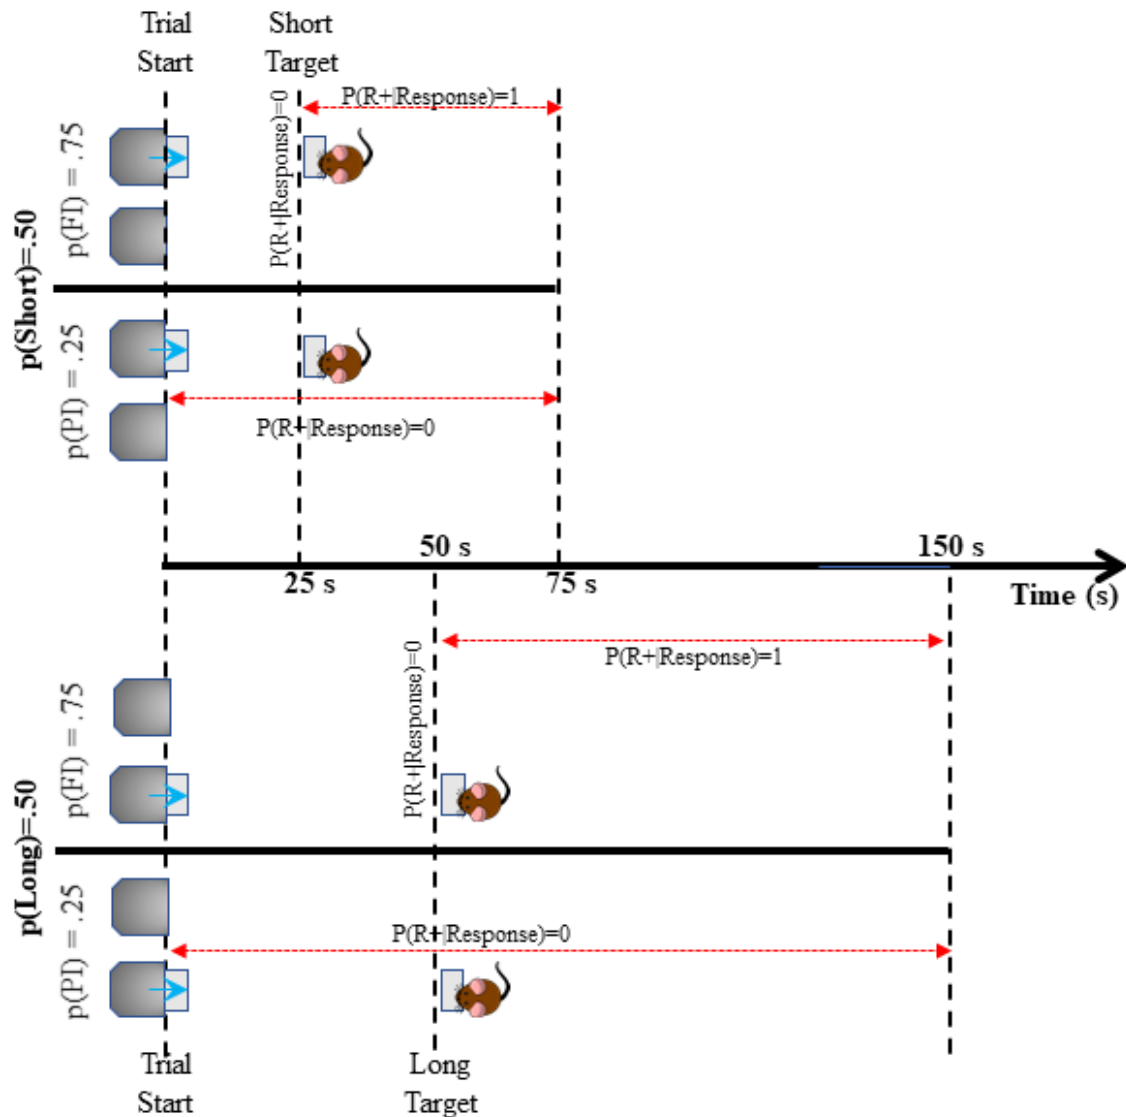 Trial
Start
Short
Target
p(Short)=.50
p(FI) = .75
P(R+|Response)=0
P(R+|Response)=1
p(PI) = .25
P(R+|Response)=0
50 s
150 s
25 s
75 s
Time (s)
p(Long)=.50
p(FI) = .75
P(R+|Response)=0
P(R+|Response)=1
p(PI) = .25
P(R+|Response)=0
Trial
Start
Long
Target